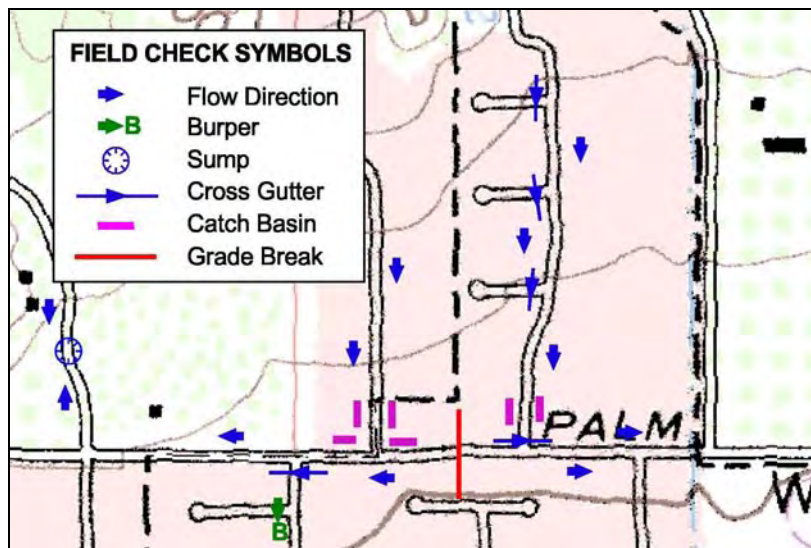 FIELD CHECK SYMBOLS
Flow Direction
B Burper
Sump
Cross Gutter
Catch Basin
Grade Break
PALM
W
B